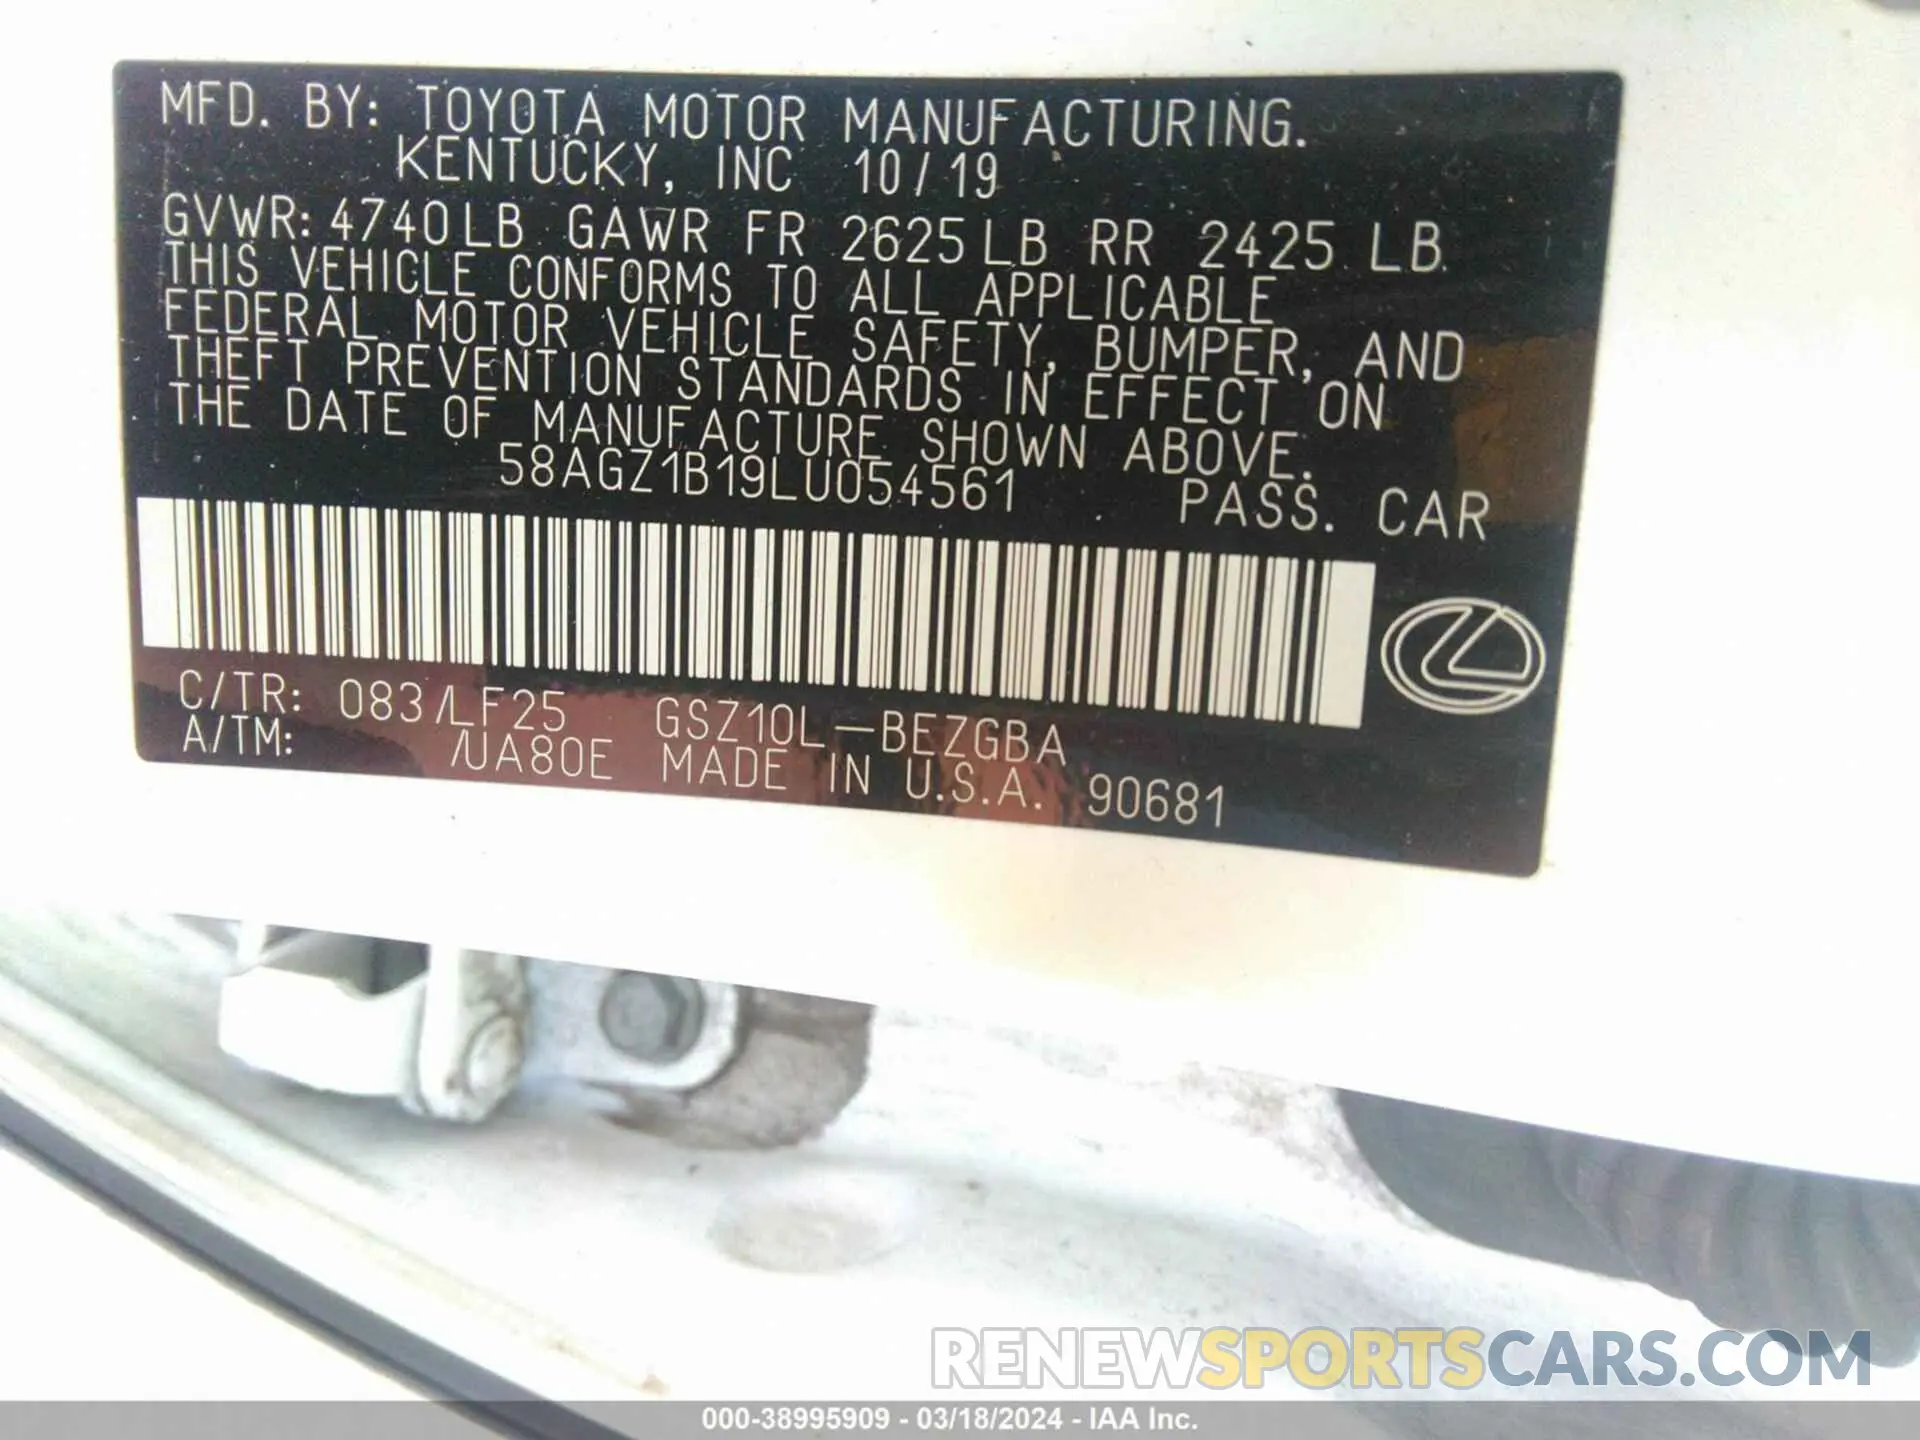 MFD. BY: TOYOTA MOTOR MANUFACTURING.
KENTUCKY, INC 10/19
GVWR: 4740LB GAWR FR 2625LB RR 2425 LB
THIS VEHICLE CONFORMS TO ALL APPLICABLE
FEDERAL MOTOR VEHICLE SAFETY, BUMPER, AND
THEFT PREVENTION STANDARDS IN EFFECT ON
THE DATE OF MANUFACTURE SHOWN ABOVE.
58AGZ1B19LU054561 PASS. CAR
C/TR: 083/LF25 GSZ10L-BEZGBA
A/TM: /UA80E MADE IN U.S.A. 90681
RENEWSPORTSCARS.COM
000-38995909 - 03/18/2024 - IAA Inc.